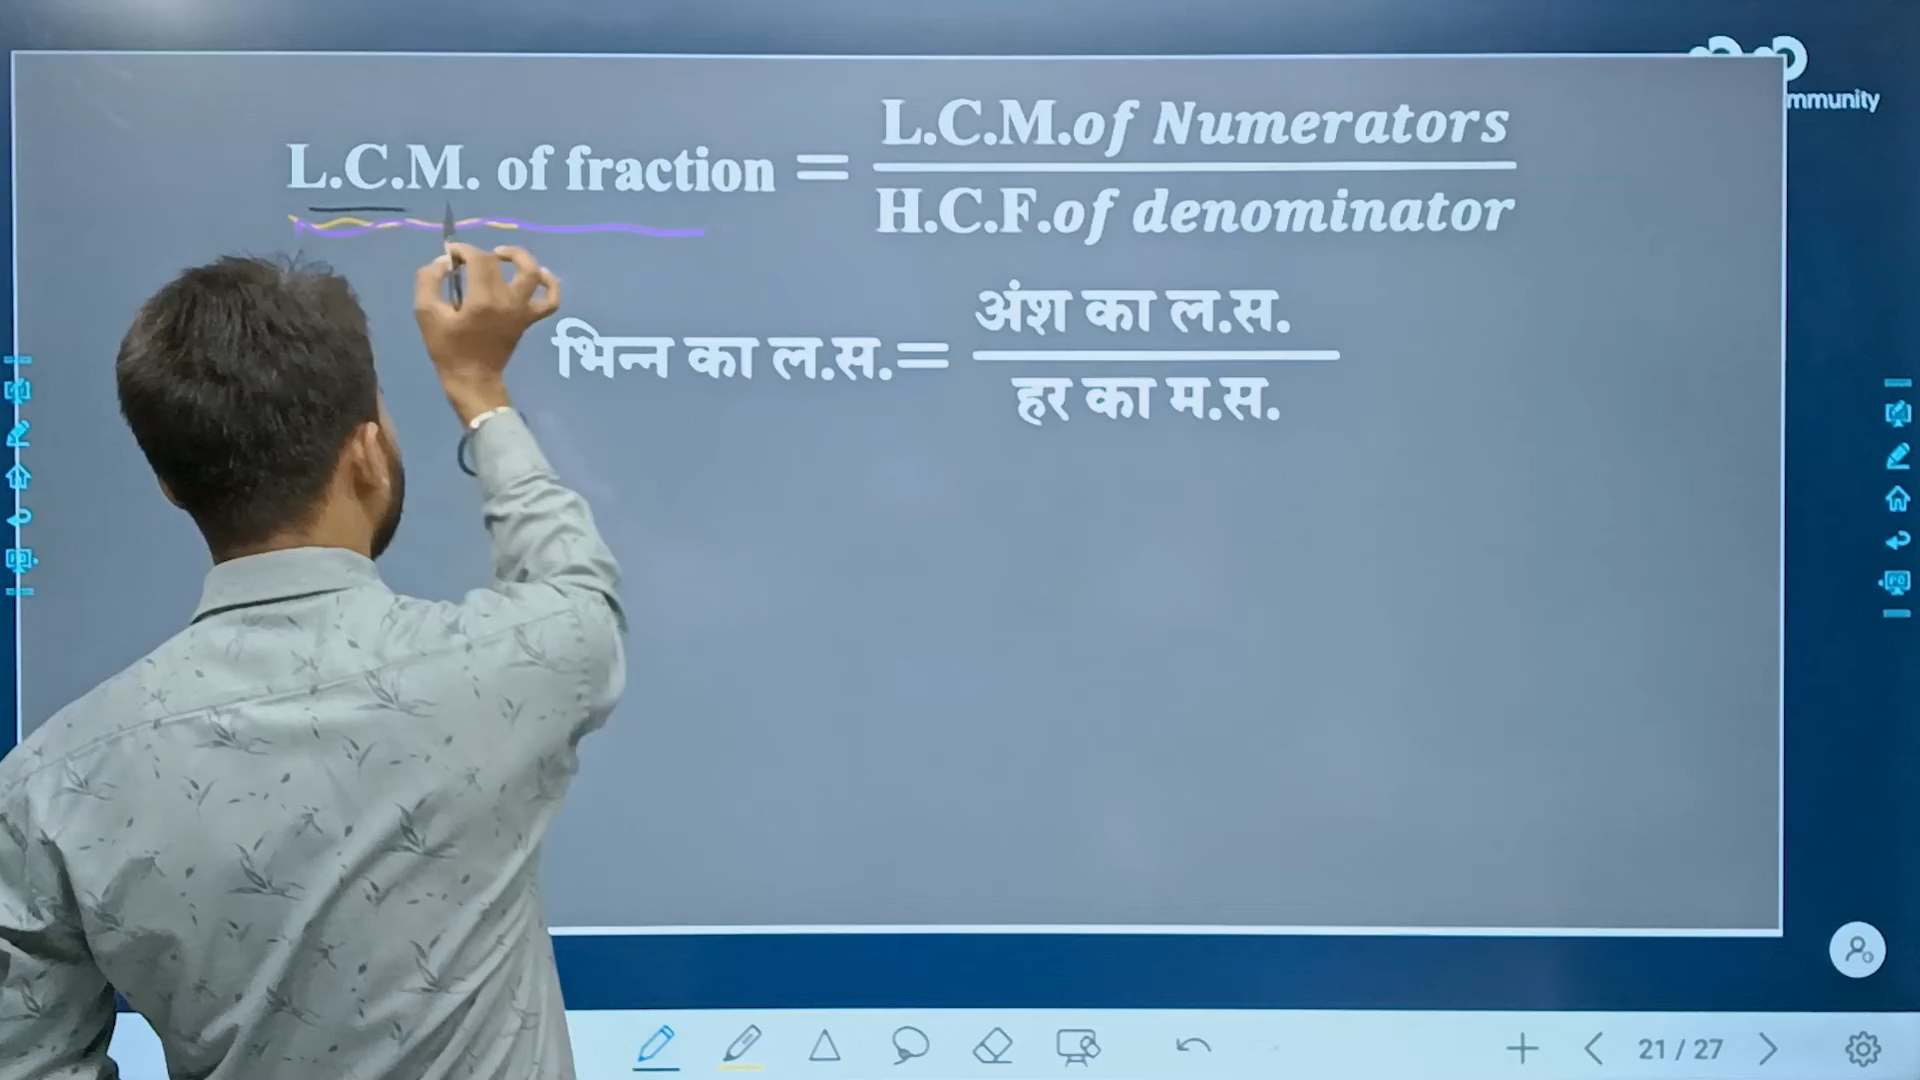 mmunity
L.C.M. of fraction = L.C.M.of Numerators
H.C.F.of denominator
भिन्न का ल.स.= अंश का ल.स.
हर का म.स.
21 / 27